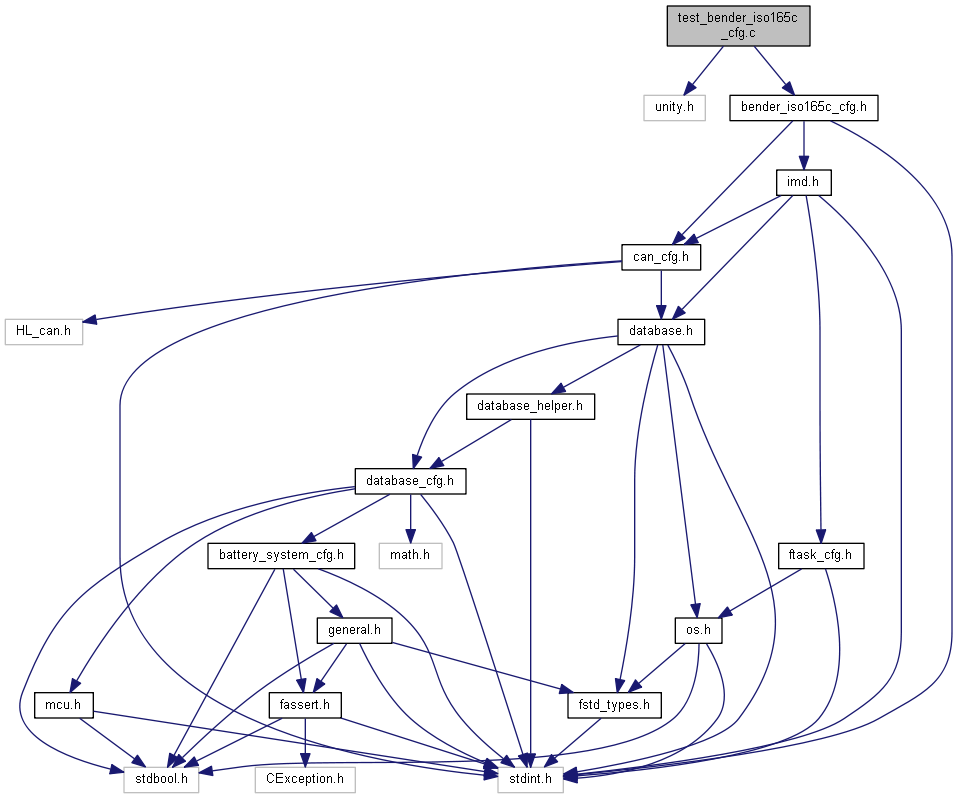 test_bender_iso165c
_cfg.c
unity.h
bender_iso165c_cfg.h
imd.h
can_cfg.h
HL_can.h
database.h
database_helper.h
database_cfg.h
battery_system_cfg.h
math.h
ftask_cfg.h
general.h
os.h
mcu.h
fassert.h
fstd_types.h
stdbool.h
CException.h
stdint.h